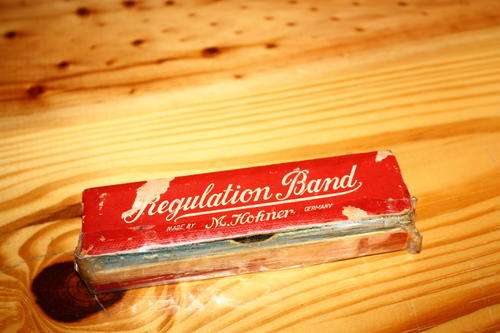 Regulation Band
MADE BY M. Hohner GERMANY